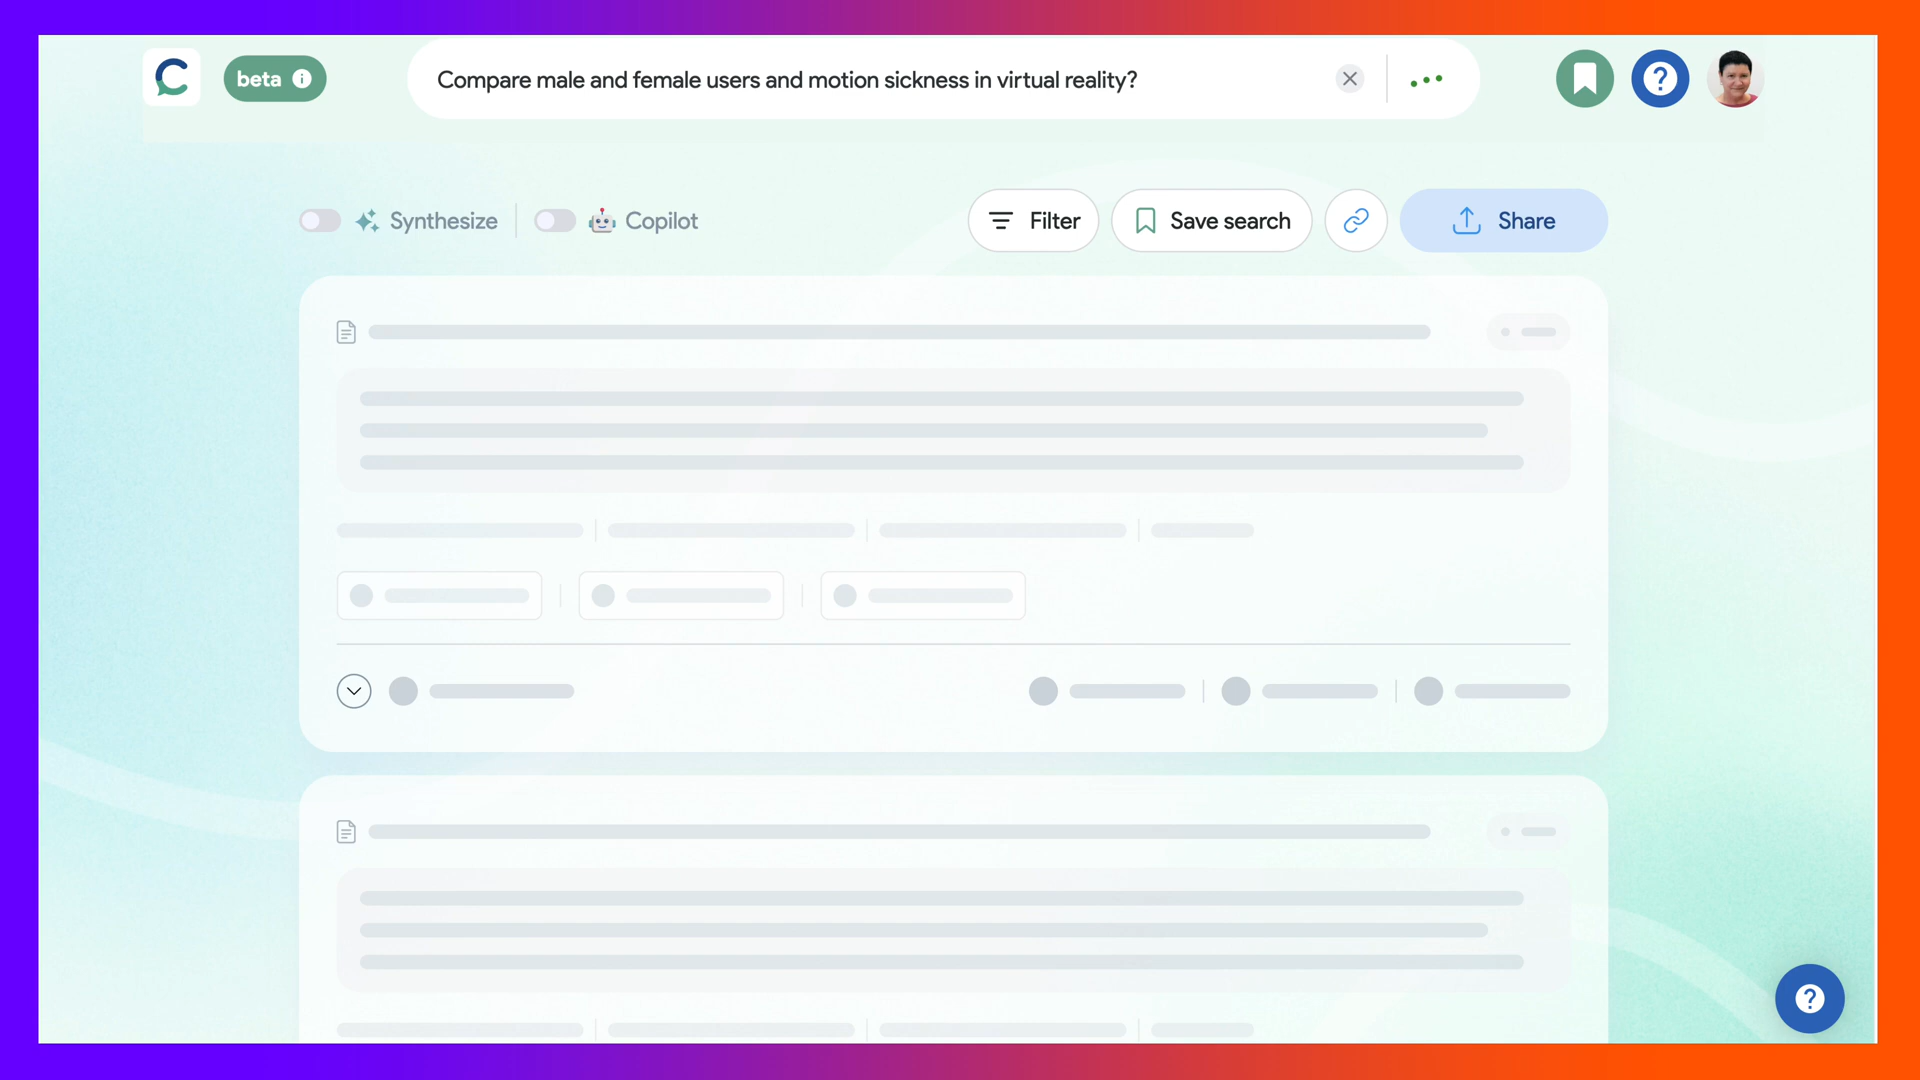 beta
Compare male and female users and motion sickness in virtual reality?
Synthesize
Copilot
Filter
Save search
Share